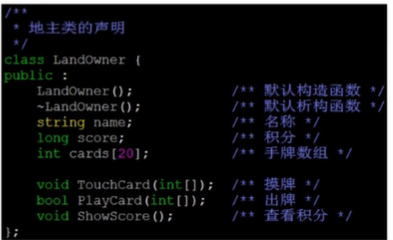 /**
 * 地主类的声明
 */
class LandOwner {
public :
    LandOwner();           /** 默认构造函数 */
    ~LandOwner();          /** 默认析构函数 */
    string name;           /** 名称 */
    long score;            /** 积分 */
    int cards[20];         /** 手牌数组 */
    void TouchCard(int[]); /** 摸牌 */
    bool PlayCard(int[]);  /** 出牌 */
    void ShowScore();      /** 查看积分 */
};